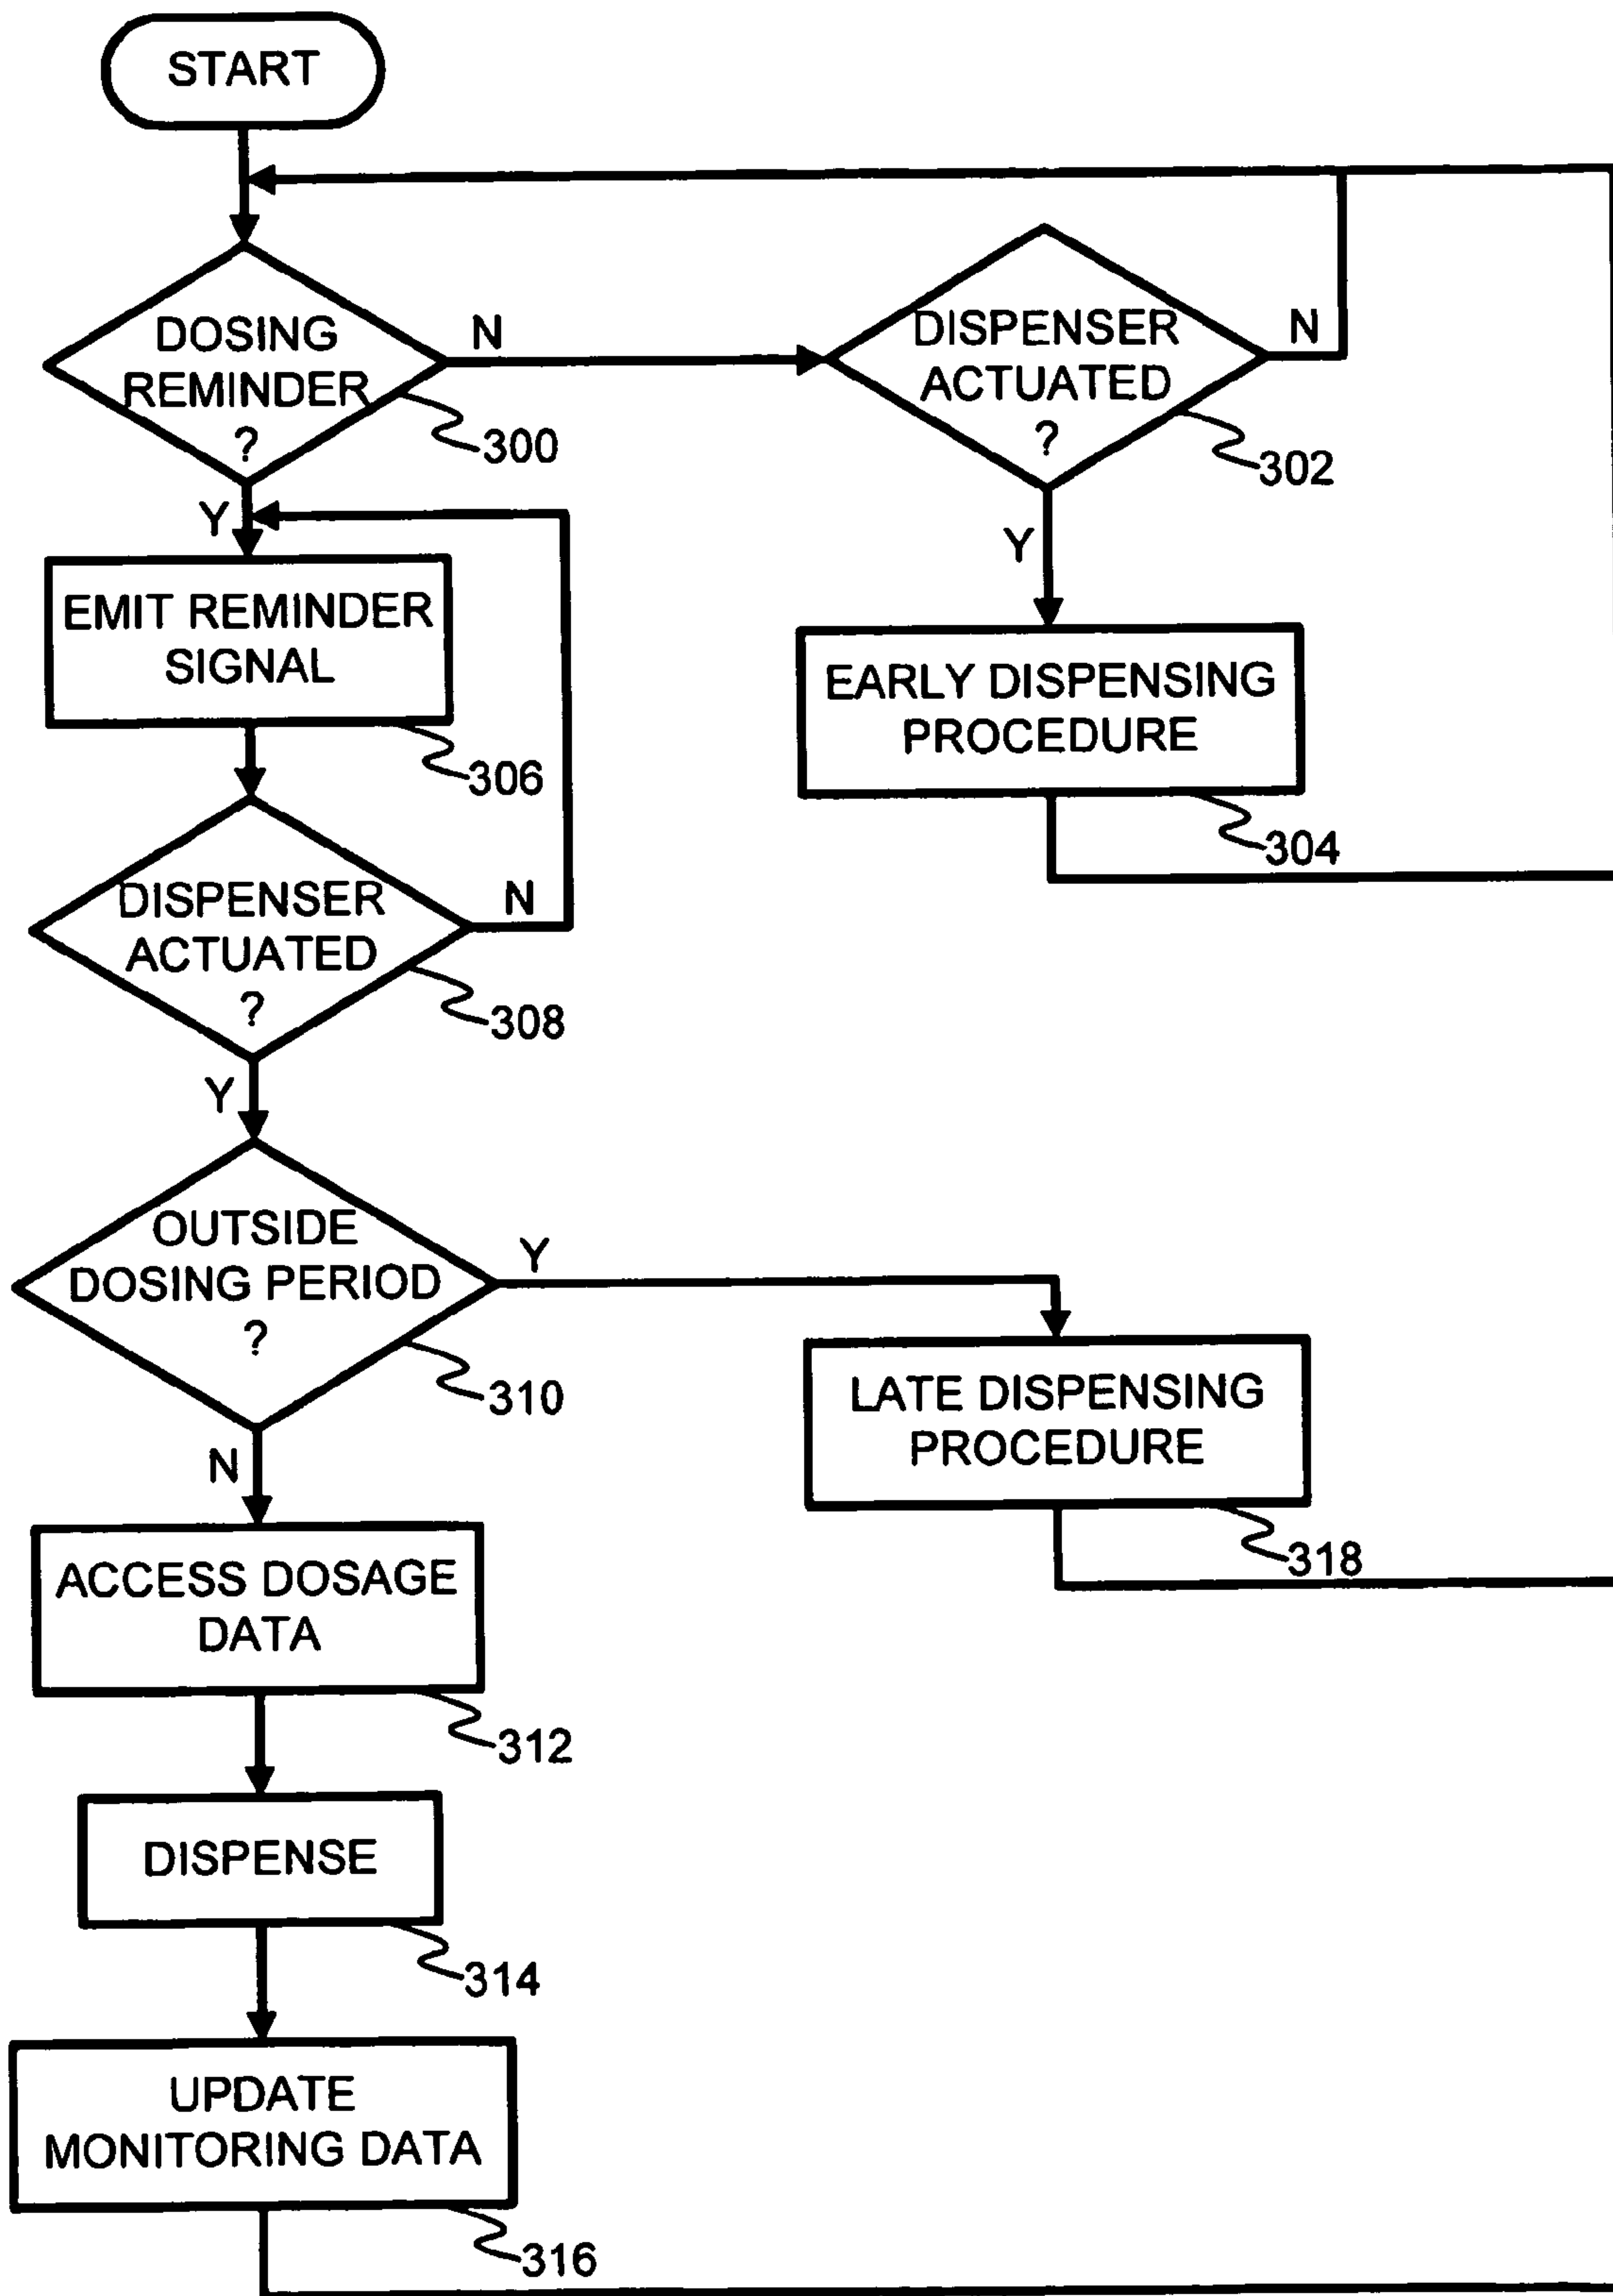 START
DOSING
REMINDER
?
N
300
DISPENSER
ACTUATED
?
N
302
Y
Y
EMIT REMINDER
SIGNAL
306
EARLY DISPENSING
PROCEDURE
304
DISPENSER
ACTUATED
?
N
308
Y
OUTSIDE
DOSING PERIOD
?
Y
310
N
LATE DISPENSING
PROCEDURE
318
ACCESS DOSAGE
DATA
312
DISPENSE
314
UPDATE
MONITORING DATA
316